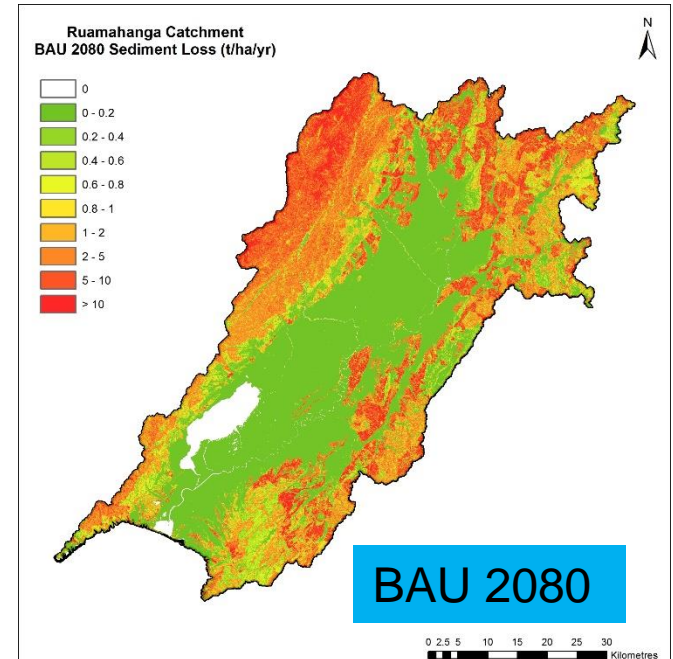 Ruamahanga Catchment
BAU 2080 Sediment Loss (t/ha/yr)
N
0
0 - 0.2
0.2 - 0.4
0.4 - 0.6
0.6 - 0.8
0.8 - 1
1 - 2
2 - 5
5 - 10
> 10
BAU 2080
0 2.5 5 10 15 20 25 30
Kilometres